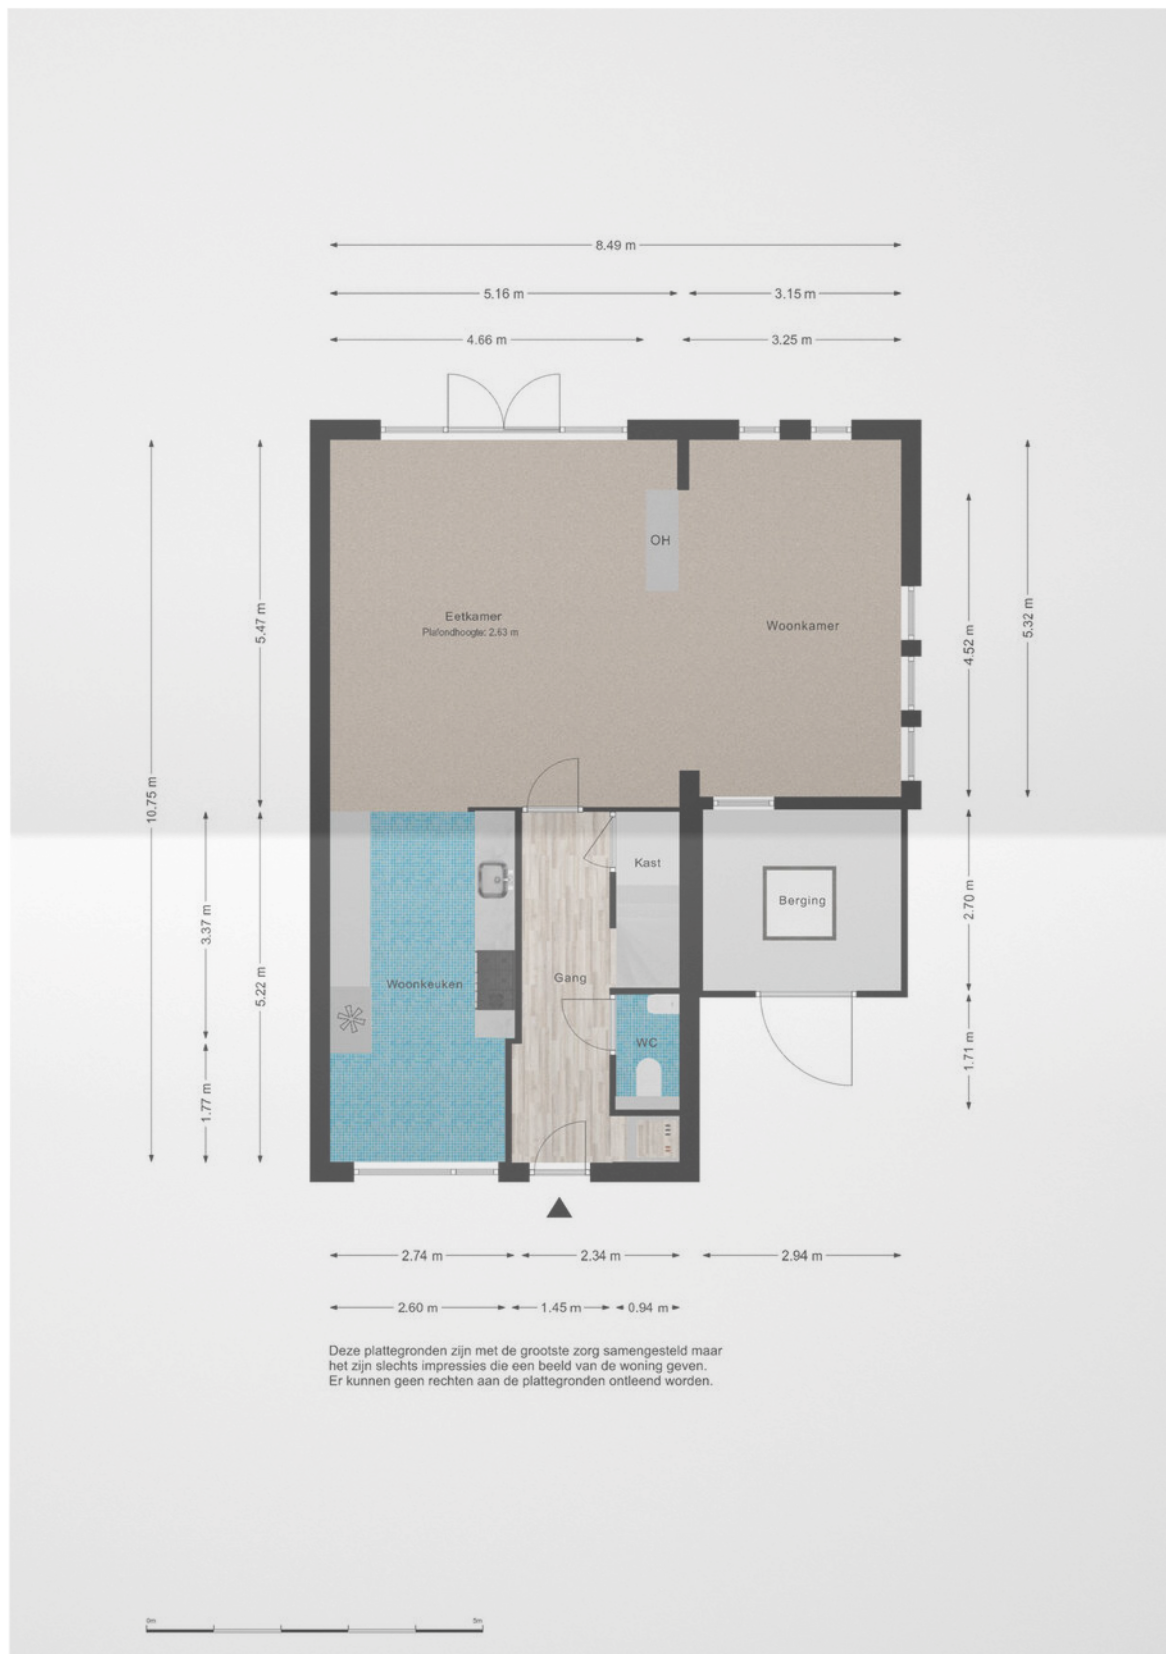 8.49 m
5.16 m
3.15 m
4.66 m
3.25 m
OH
Eetkamer
Plafondhoogte: 2.63 m
Woonkamer
5.47 m
4.52 m
5.32 m
10.75 m
Kast
Berging
3.37 m
2.70 m
Woonkeuken
Gang
5.22 m
WC
1.71 m
1.77 m
2.74 m
2.34 m
2.94 m
2.60 m
1.45 m
0.94 m
Deze plattegronden zijn met de grootste zorg samengesteld maar
het zijn slechts impressies die een beeld van de woning geven.
Er kunnen geen rechten aan de plattegronden ontleend worden.
0m
5m